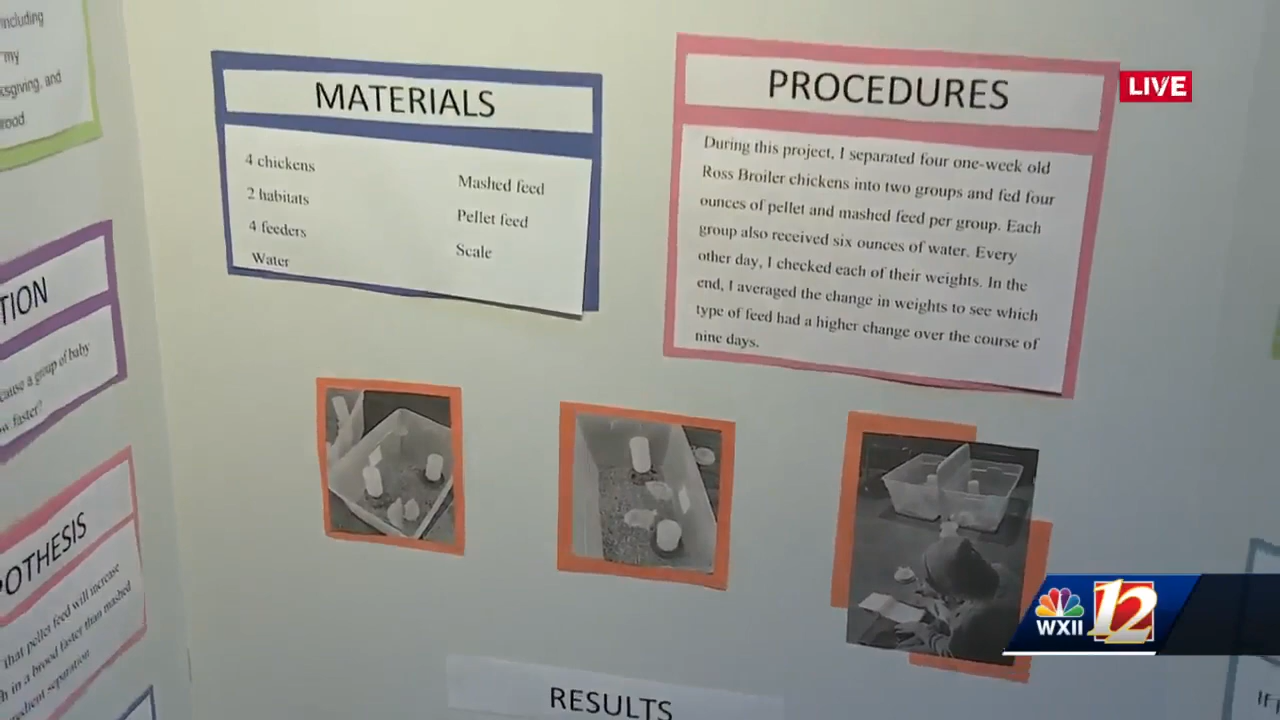 including
my
ksgiving, and
rood.
TION
cause a group of baby
w faster?
POTHESIS
that pellet feed will increase
h in a brood faster than mashed
redient separation
MATERIALS
4 chickens
2 habitats
4 feeders
Water
Mashed feed
Pellet feed
Scale
PROCEDURES
During this project, I separated four one-week old
Ross Broiler chickens into two groups and fed four
ounces of pellet and mashed feed per group. Each
group also received six ounces of water. Every
other day, I checked each of their weights. In the
end, I averaged the change in weights to see which
type of feed had a higher change over the course of
nine days.
LIVE
RESULTS
WXII 12